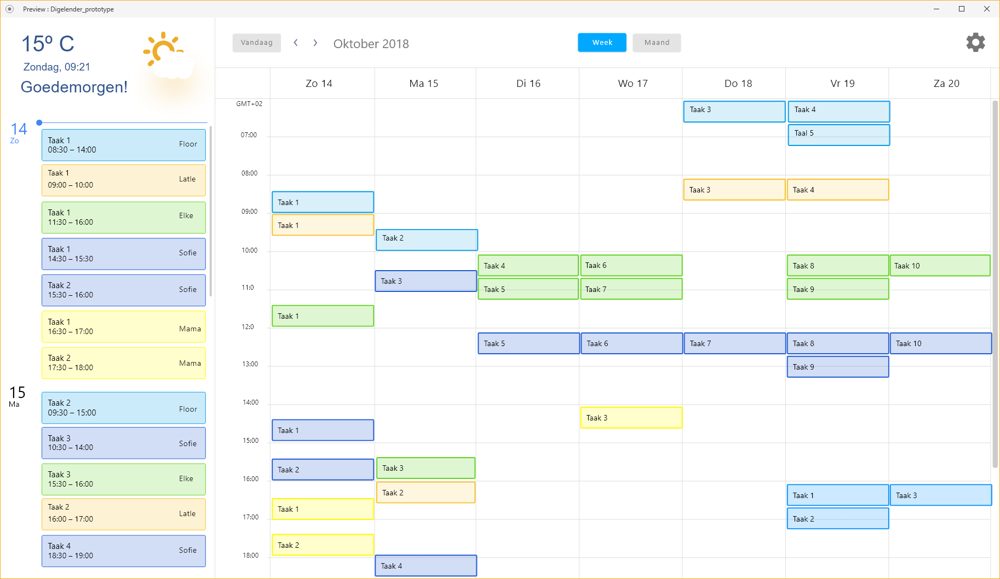 Preview : Digelender_prototype
15º C
Zondag, 09:21
Goedemorgen!
14
Zo
Taak 1
08:30 – 14:00
Floor
Taak 1
09:00 – 10:00
Latle
Taak 1
11:30 – 16:00
Elke
Taak 1
14:30 – 15:30
Sofie
Taak 2
15:30 – 16:00
Sofie
Taak 1
16:30 – 17:00
Mama
Taak 2
17:30 – 18:00
Mama
15
Ma
Taak 2
09:30 – 15:00
Floor
Taak 3
10:30 – 14:00
Sofie
Taak 3
15:30 – 16:00
Elke
Taak 2
16:00 – 17:00
Latle
Taak 4
18:30 – 19:00
Sofie
Vandaag
Oktober 2018
Week
Maand
Zo 14
Ma 15
Di 16
Wo 17
Do 18
Vr 19
Za 20
GMT+02
07:00
08:00
09:00
10:00
11:0
12:0
13:00
14:00
15:00
16:00
17:00
18:00
Taak 1
Taak 1
Taak 1
Taak 1
Taak 2
Taak 1
Taak 2
Taak 2
Taak 3
Taak 3
Taak 2
Taak 4
Taak 4
Taak 5
Taak 5
Taak 6
Taak 7
Taak 6
Taak 3
Taak 3
Taak 3
Taak 7
Taak 4
Taal 5
Taak 4
Taak 8
Taak 9
Taak 8
Taak 9
Taak 1
Taak 2
Taak 10
Taak 10
Taak 3